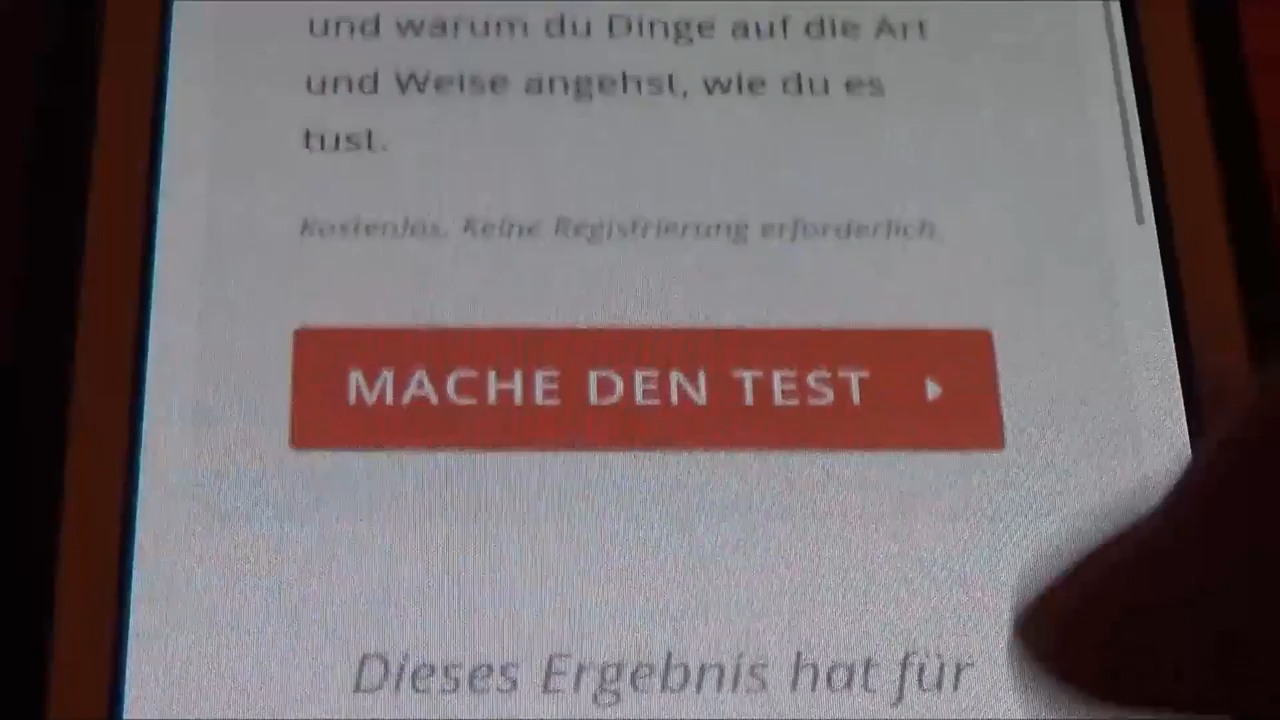 und warum du Dinge auf die Art
und Weise angehst, wie du es
tust.
Kostenlos. Keine Registrierung erforderlich.
MACHE DEN TEST
Dieses Ergebnis hat für